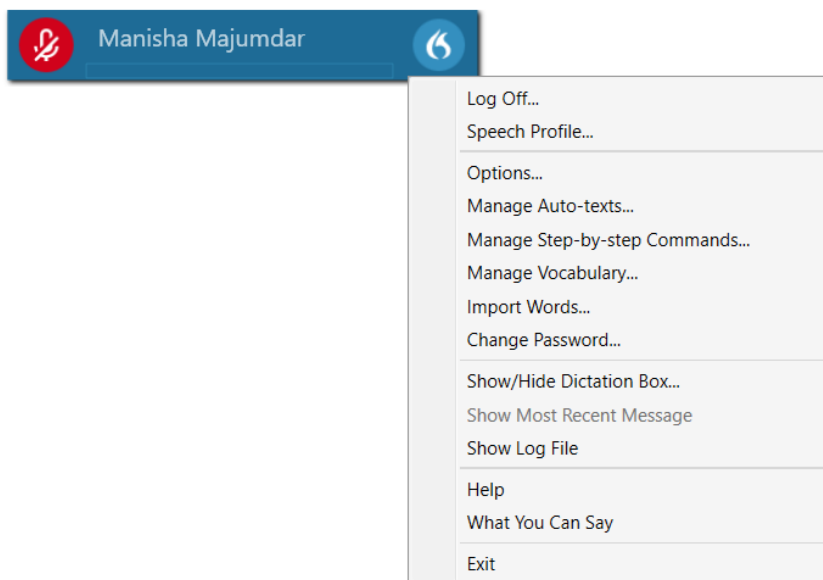 Manisha Majumdar
Log Off...
Speech Profile...
Options...
Manage Auto-texts...
Manage Step-by-step Commands...
Manage Vocabulary...
Import Words...
Change Password...
Show/Hide Dictation Box...
Show Most Recent Message
Show Log File
Help
What You Can Say
Exit